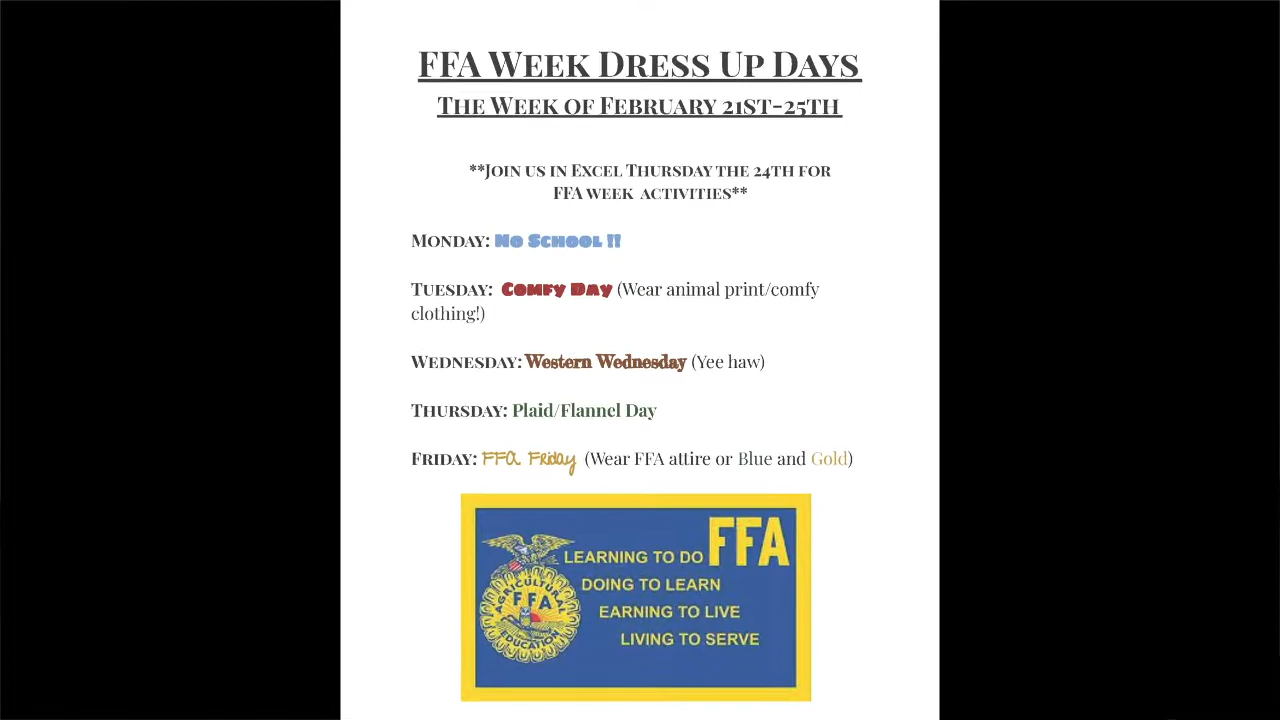 FFA Week Dress Up Days
The Week of February 21st-25th
**Join us in Excel Thursday the 24th for
FFA week activities**
Monday: No School !!
Tuesday: Comfy Day (Wear animal print/comfy
clothing!)
Wednesday: Western Wednesday (Yee haw)
Thursday: Plaid/Flannel Day
Friday: FFA Friday (Wear FFA attire or Blue and Gold)
FFA
LEARNING TO DO
DOING TO LEARN
EARNING TO LIVE
LIVING TO SERVE
AGRICULTURAL
FFA
EDUCATION